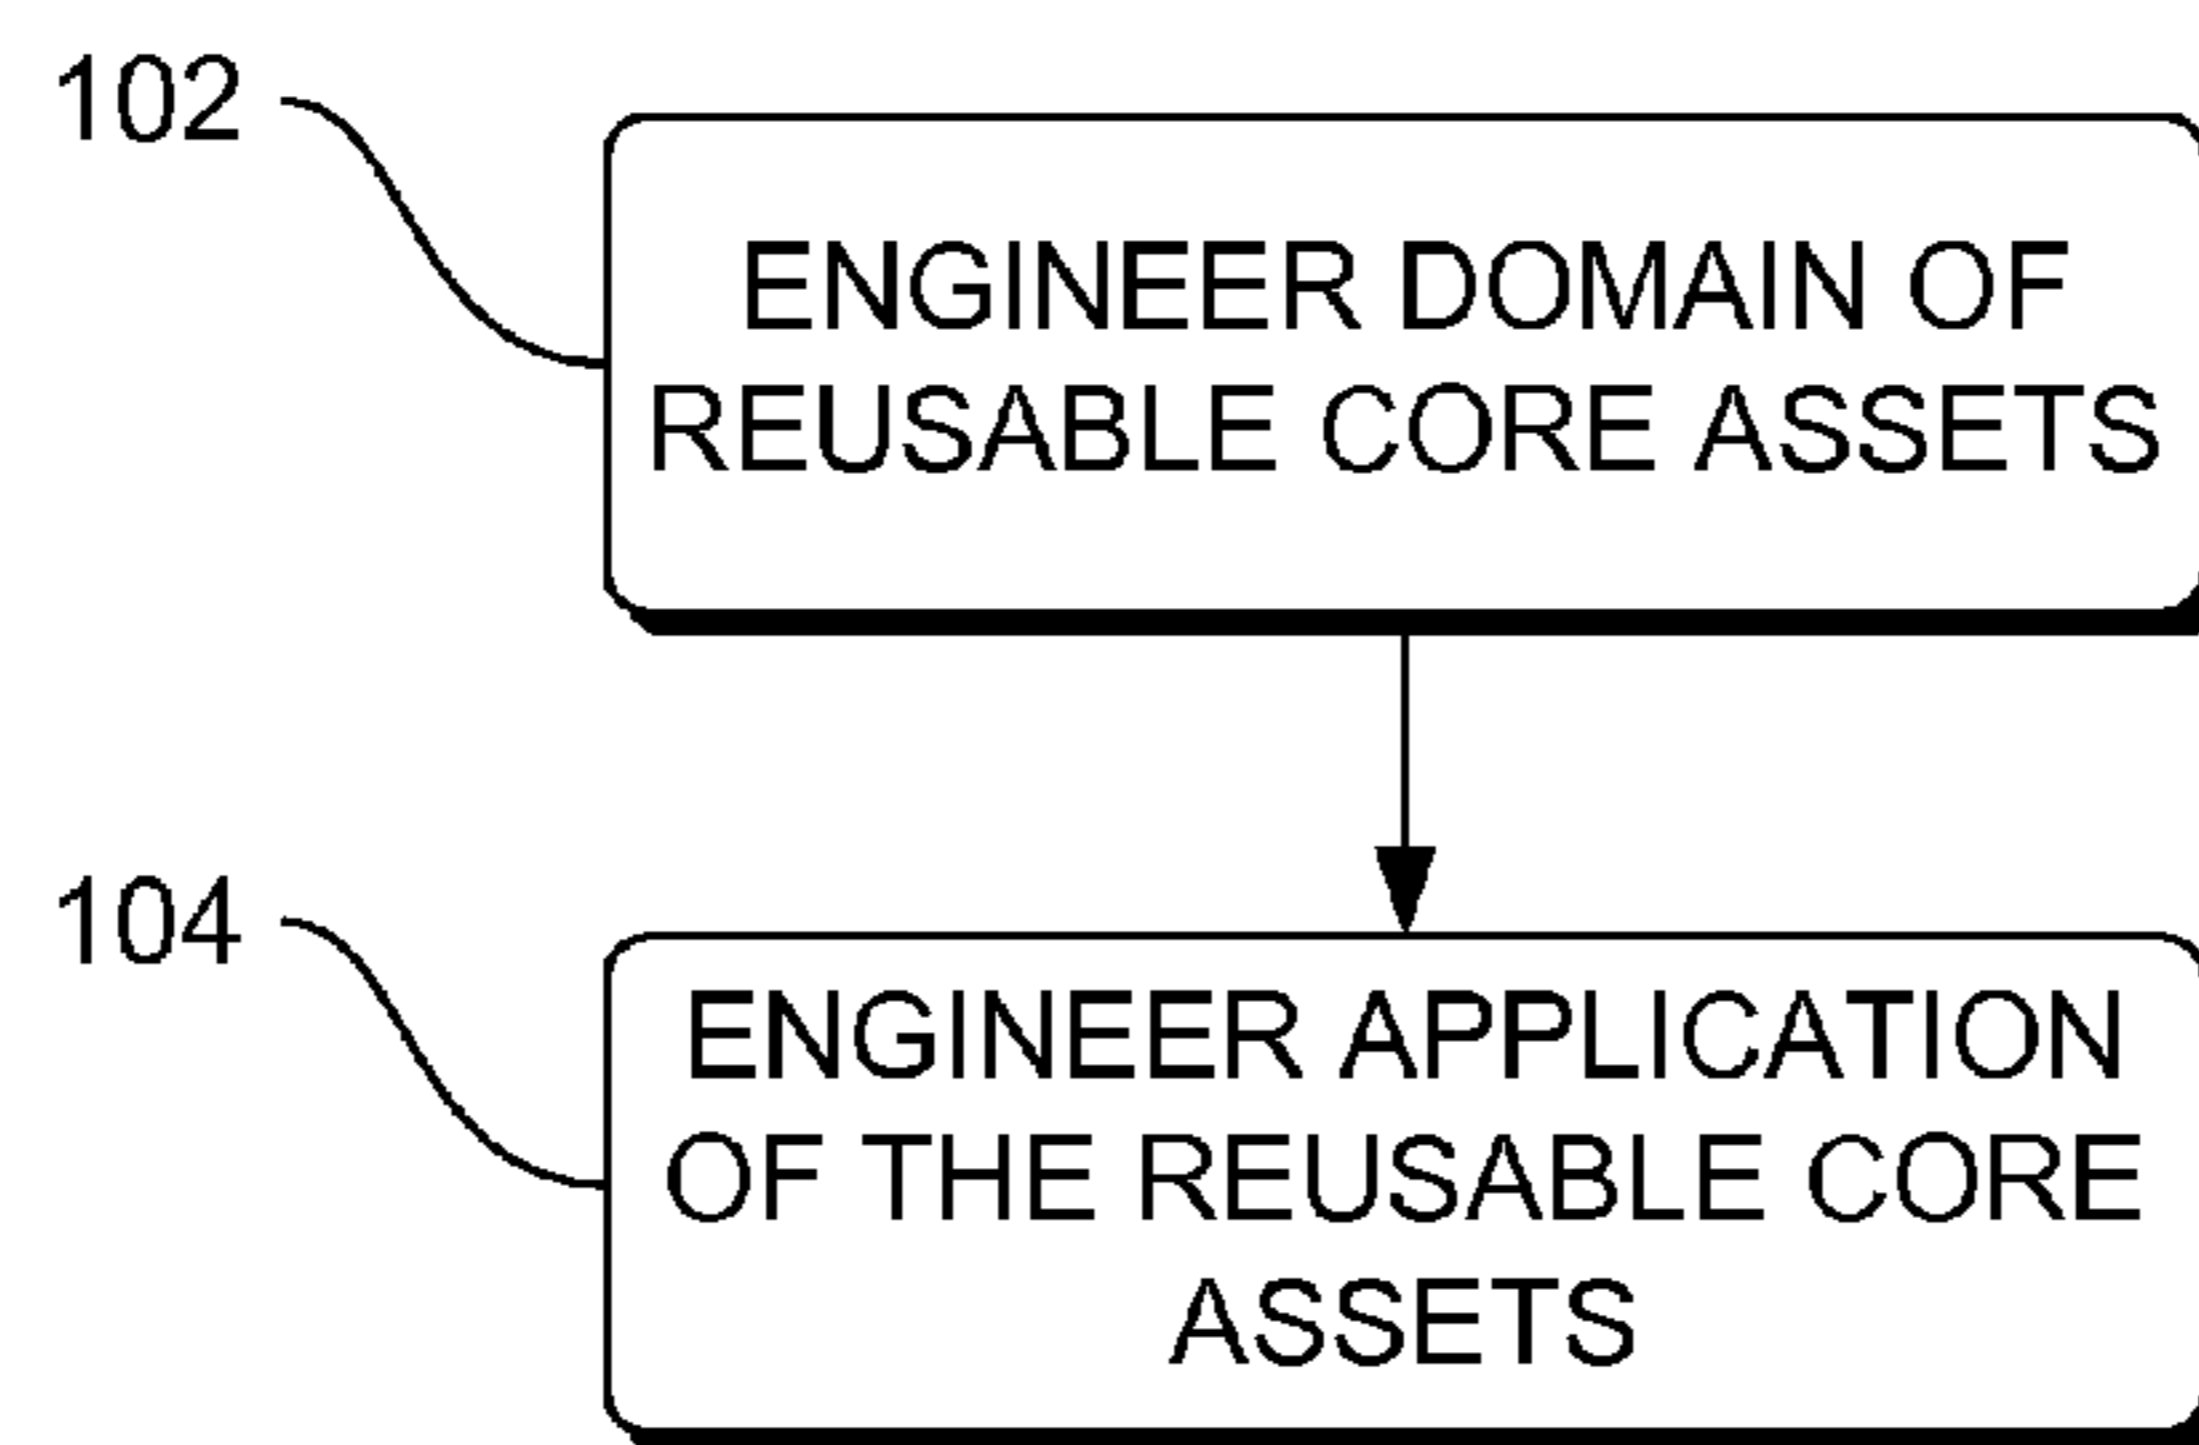 102
ENGINEER DOMAIN OF
REUSABLE CORE ASSETS
104
ENGINEER APPLICATION
OF THE REUSABLE CORE
ASSETS